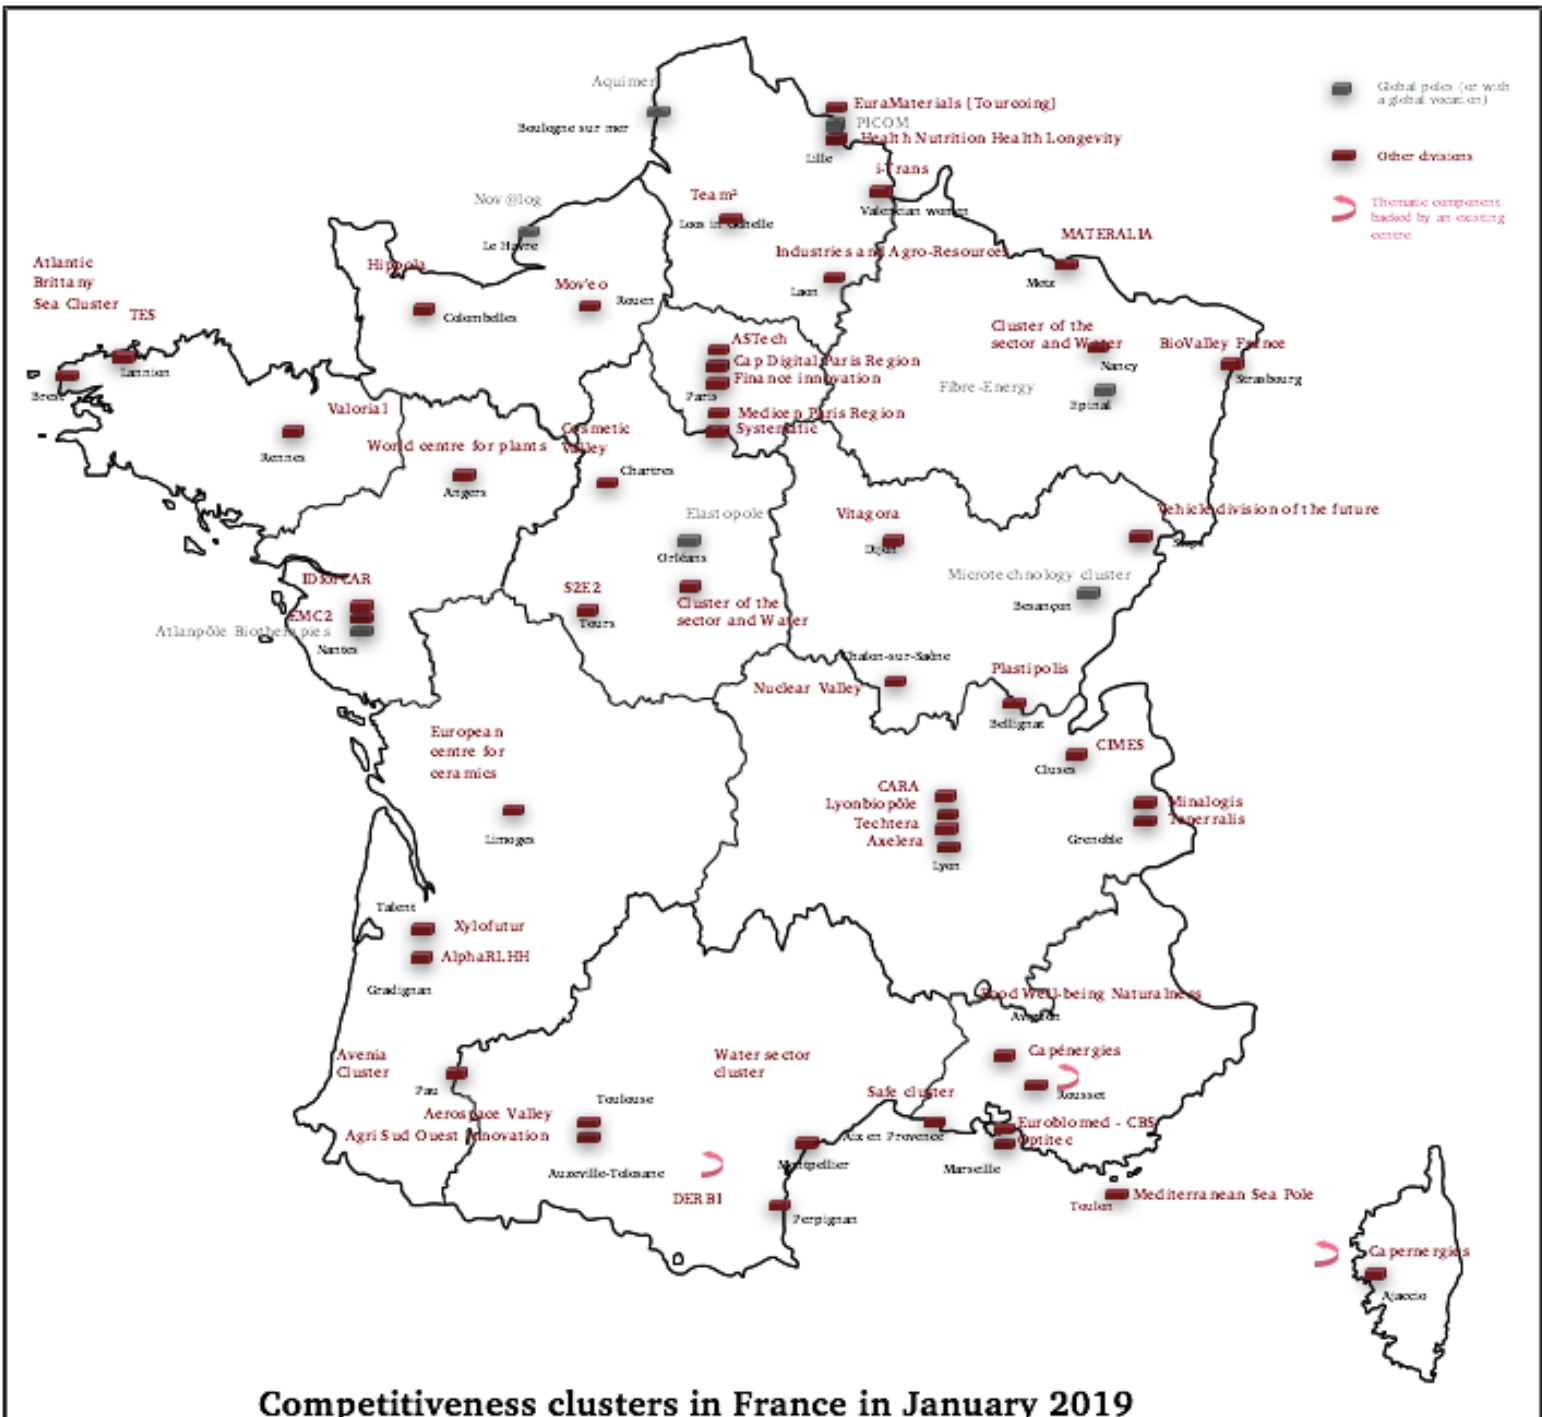 Aquimer
Boulogne sur mer
EuraMaterials (Tourcoing)
PICOM
Health Nutrition Health Longevity
Lille
i-Trans
Valencian women
Global poles (or with
a global vocation)
Other divisions
Thematic component
backed by an existing
centre
Nov@log
Le Havre
Team²
Loos in Gohelle
Industries and Agro-Resources
Laon
MATERALIA
Metz
Atlantic
Brittany
Sea Cluster
TES
Lannion
Brest
Hippola
Colombelles
Mov'eo
Rouen
ASTech
Cap Digital Paris Region
Finance innovation
Paris
Medicen Paris Region
Systematic
Cluster of the
sector and Water
Nancy
BioValley France
Strasbourg
Fibre-Energy
Epinal
Valorial
Rennes
World centre for plants
Angers
Cosmetic
Valley
Chartres
Elastopole
Orléans
Vitagora
Dijon
Vehicle division of the future
Microtechnology cluster
Besançon
ID4CAR
EMC2
Atlanpôle Biotherapies
Nantes
S2E2
Tours
Cluster of the
sector and Water
Chalon-sur-Saône
Nuclear Valley
Plastipolis
Bellignat
European
centre for
ceramics
Limoges
CIMES
Cluses
CARA
Lyonbiopôle
Techtera
Axelera
Lyon
Minalogis
Tenerralis
Grenoble
Talent
Xylofutur
AlphaRLHH
Gradignan
Food Well-being Naturalness
Avignon
Avenia
Cluster
Pau
Water sector
cluster
Capénergies
Rousset
Safe cluster
Aix en Provence
Toulouse
Aerospace Valley
Agri Sud Ouest Innovation
Auzeville-Tolosane
Eurobiomed - CBS
Optitec
Marseille
Montpellier
DERBI
Perpignan
Mediterranean Sea Pole
Toulon
Capernergies
Ajaccio
Competitiveness clusters in France in January 2019